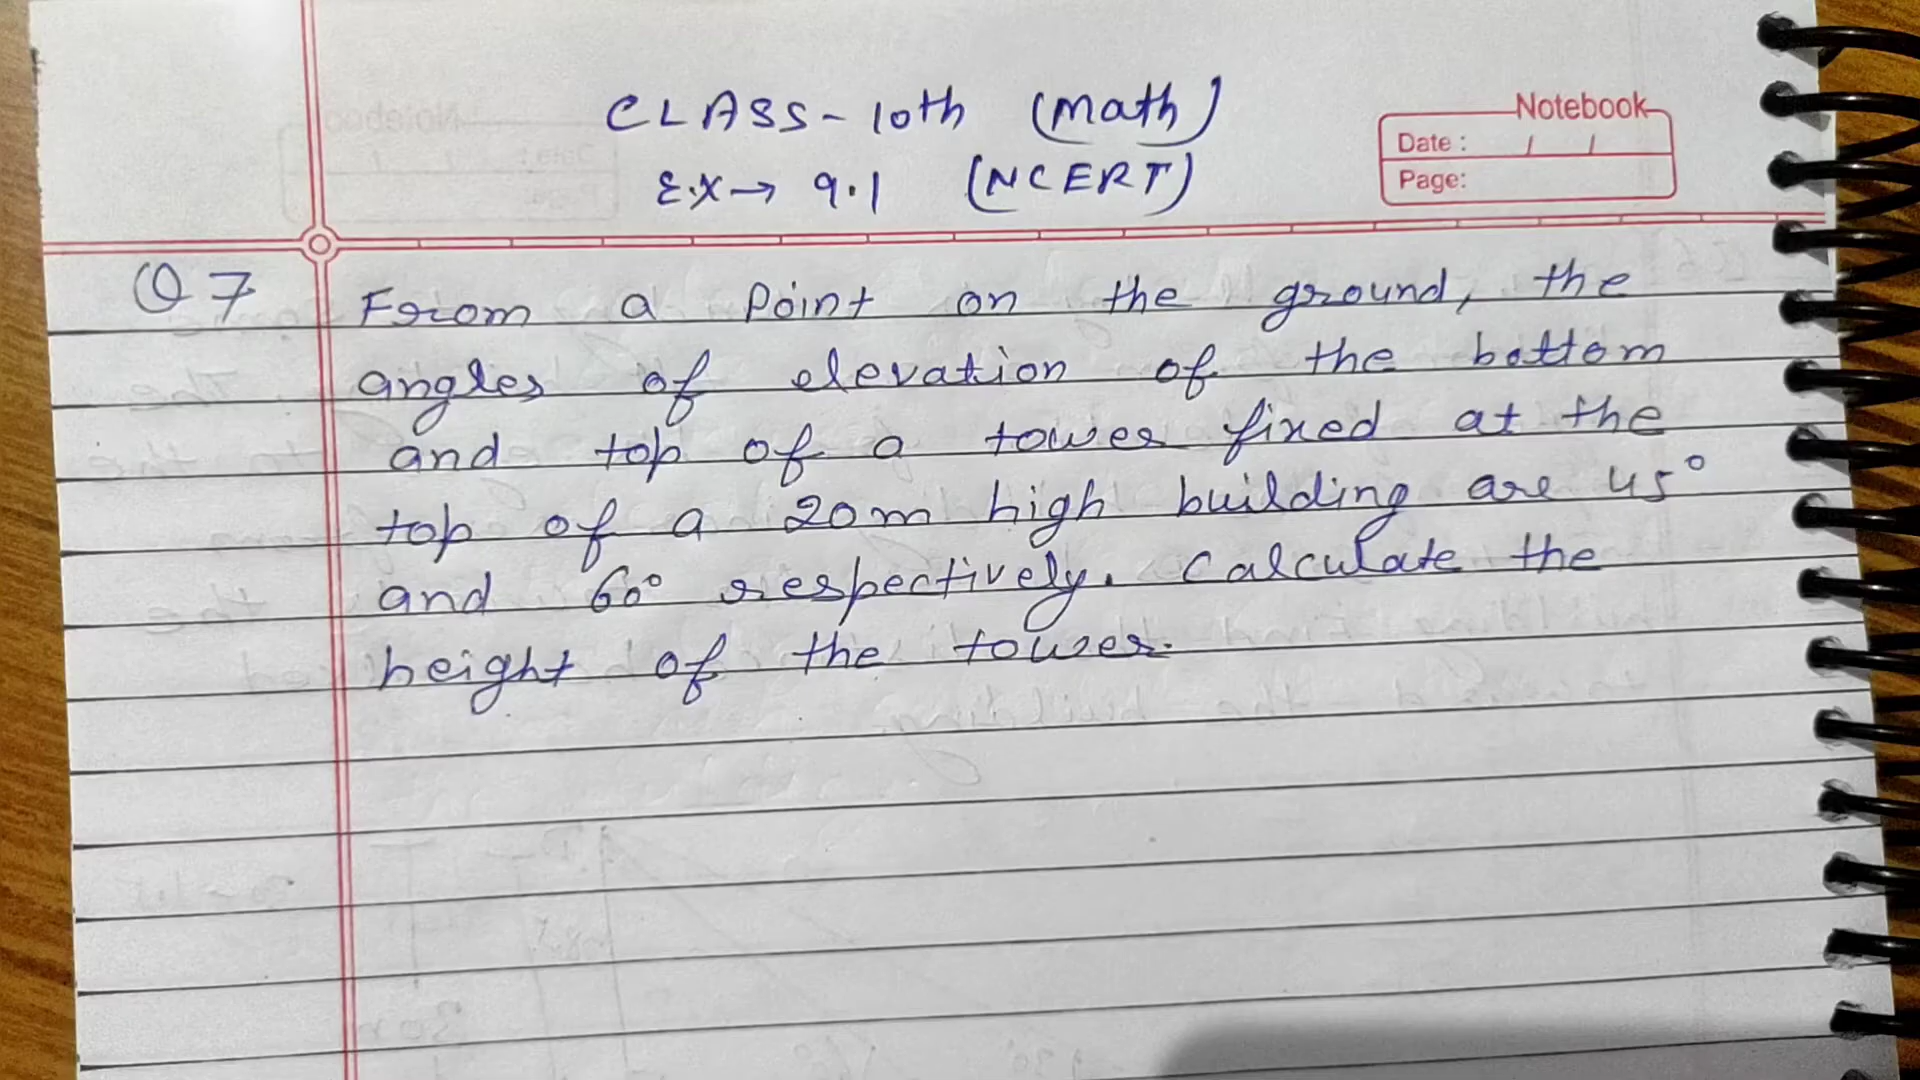 CLASS - 10th (Math)
Ex → 9.1 (NCERT)
Notebook
Date : / /
Page:
Q 7 From a point on the ground, the
angles of elevation of the bottom
and top of a tower fixed at the
top of a 20m high building are 45°
and 60° respectively. Calculate the
height of the tower.